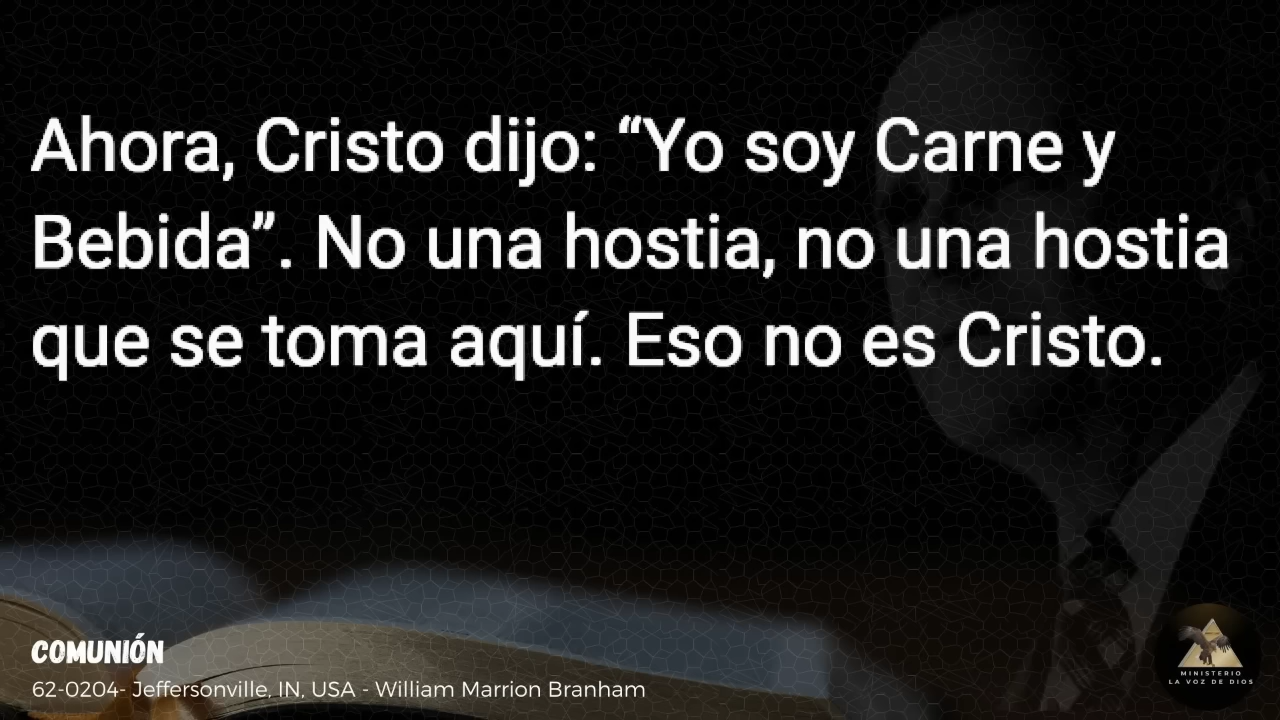 Ahora, Cristo dijo: “Yo soy Carne y
Bebida”. No una hostia, no una hostia
que se toma aquí. Eso no es Cristo.
COMUNIÓN
62-0204- Jeffersonville, IN, USA - William Marrion Branham
MINISTERIO
LA VOZ DE DIOS